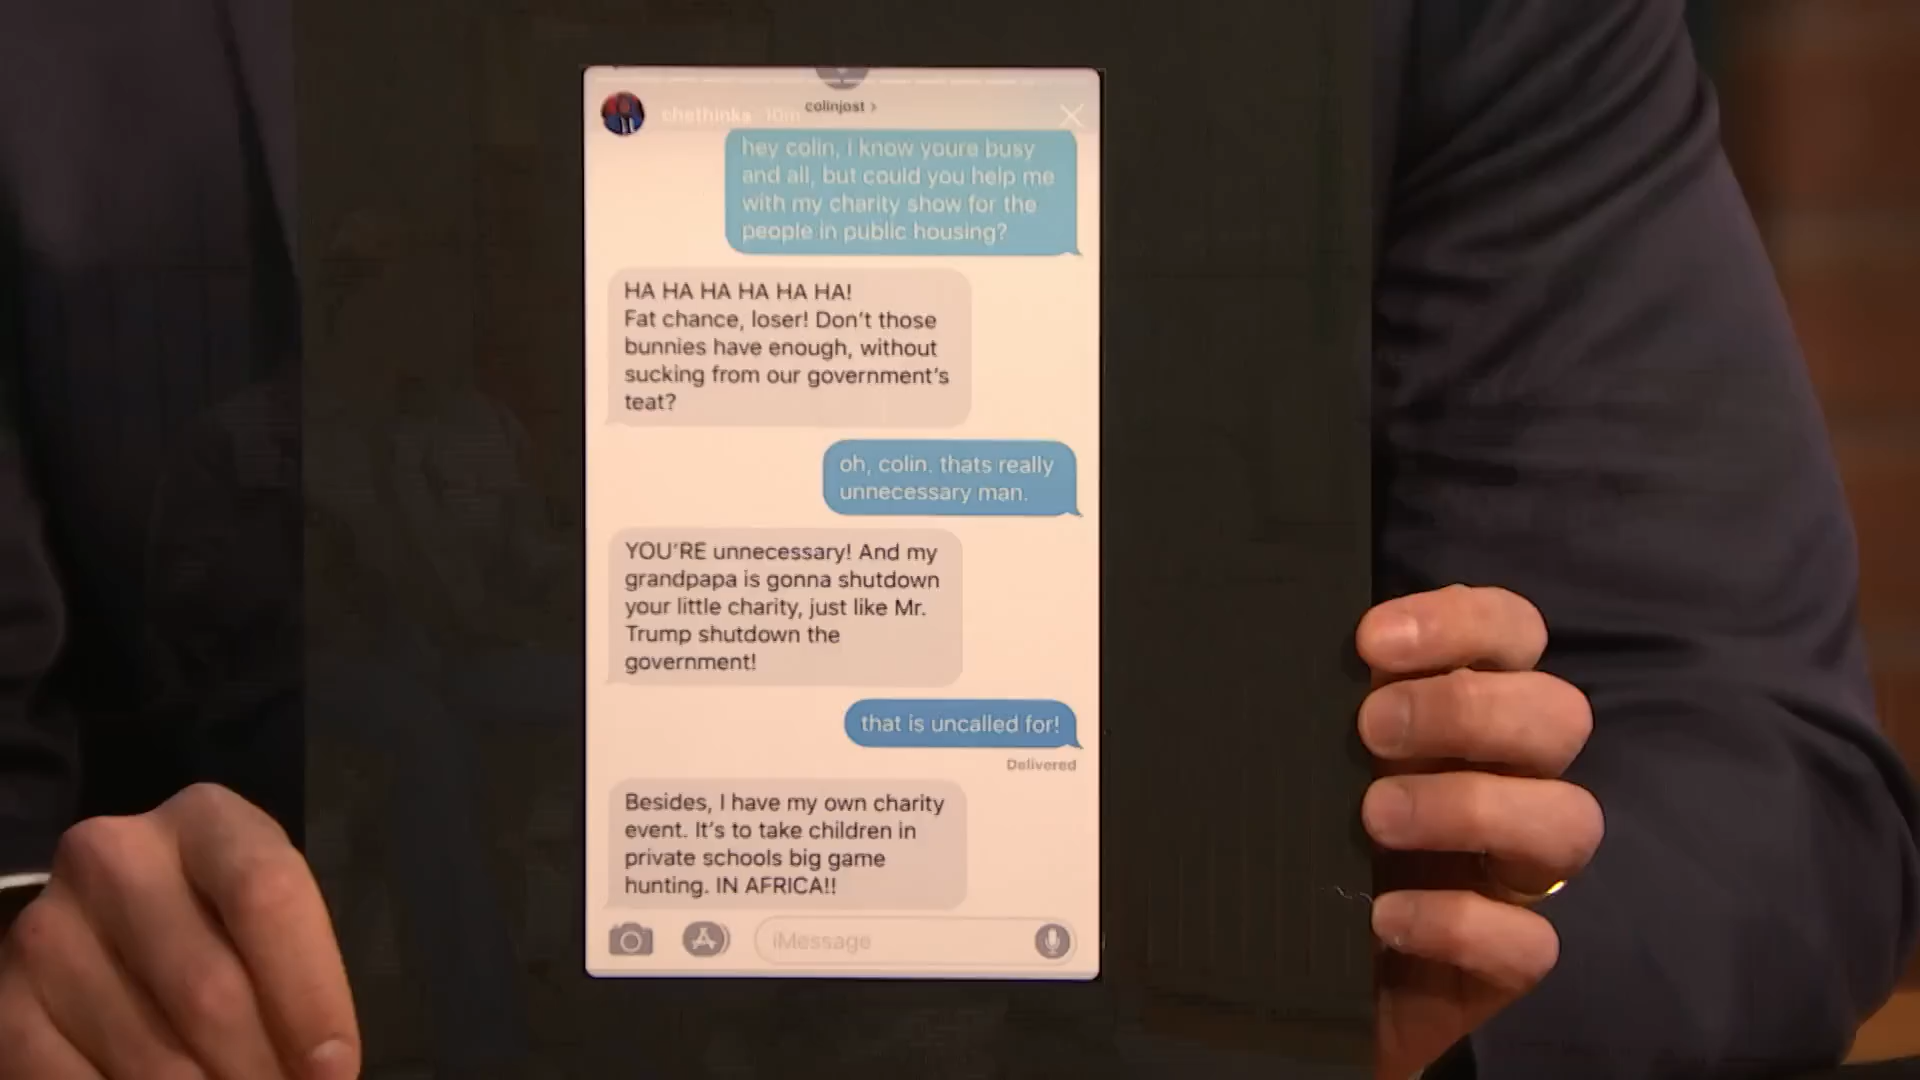 colinjost >
chethinks 10m
hey colin, i know youre busy
and all, but could you help me
with my charity show for the
people in public housing?
HA HA HA HA HA HA!
Fat chance, loser! Don't those
bunnies have enough, without
sucking from our government's
teat?
oh, colin. thats really
unnecessary man.
YOU'RE unnecessary! And my
grandpapa is gonna shutdown
your little charity, just like Mr.
Trump shutdown the
government!
that is uncalled for!
Delivered
Besides, I have my own charity
event. It's to take children in
private schools big game
hunting. IN AFRICA!!
iMessage